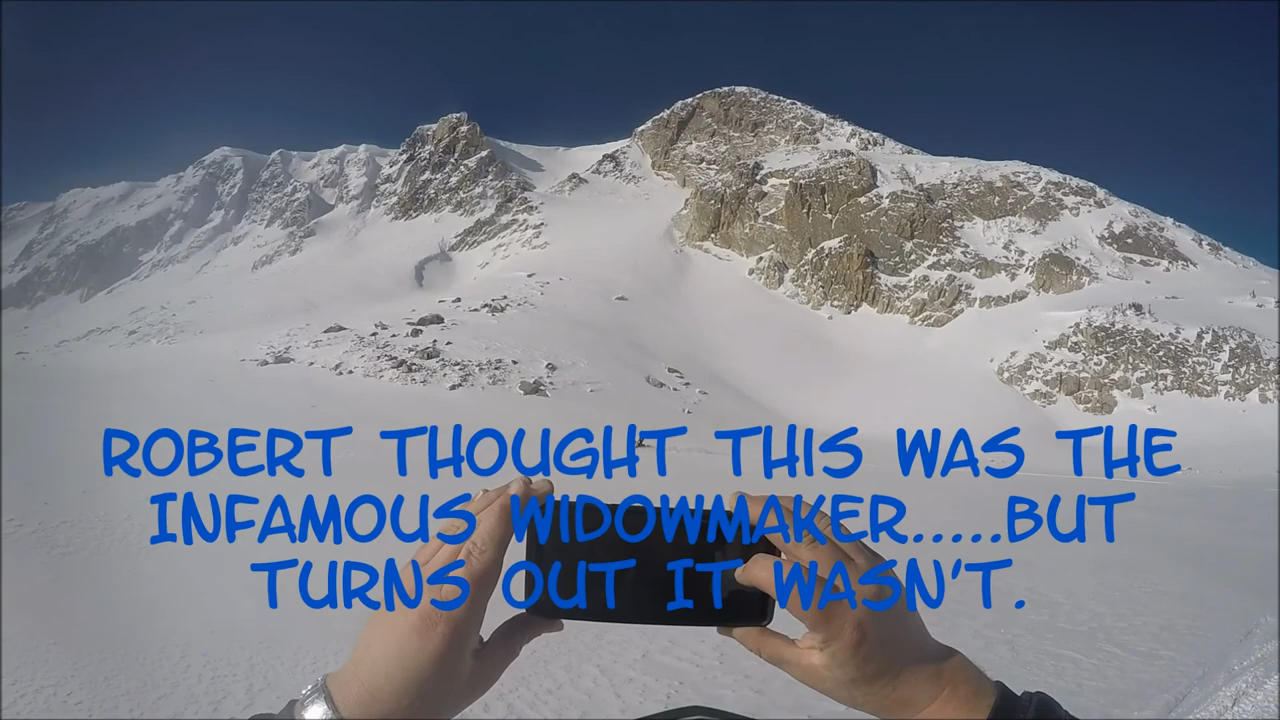 ROBERT THOUGHT THIS WAS THE
INFAMOUS WIDOWMAKER.....BUT
TURNS OUT IT WASN'T.